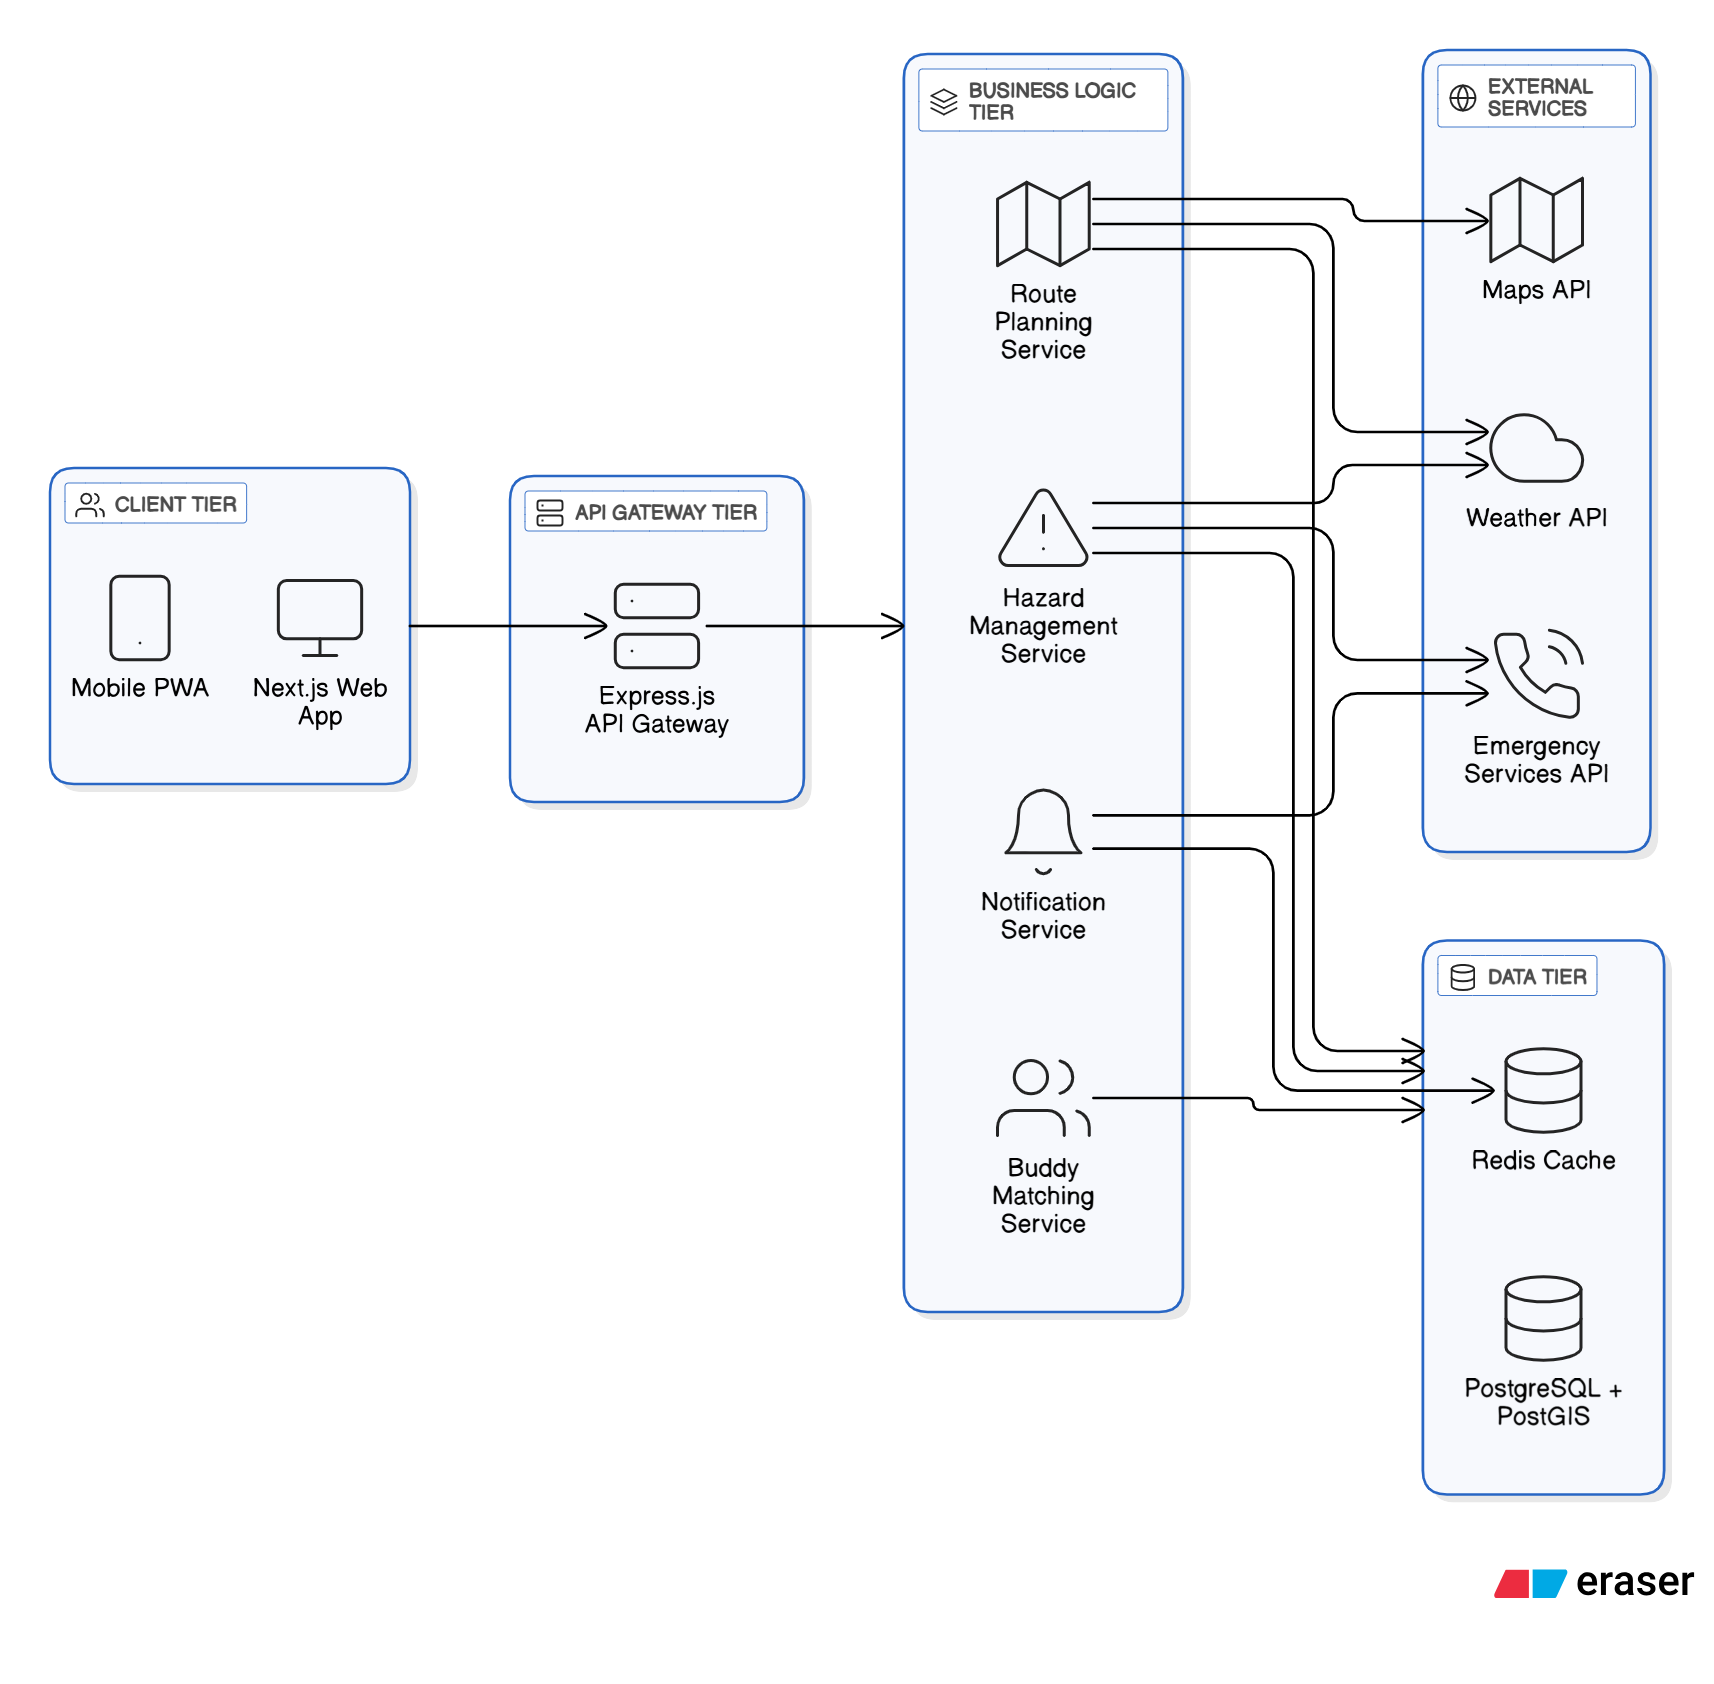 CLIENT TIER
Mobile PWA
Next.js Web
App
API GATEWAY TIER
Express.js
API Gateway
BUSINESS LOGIC
TIER
Route
Planning
Service
Hazard
Management
Service
Notification
Service
Buddy
Matching
Service
EXTERNAL
SERVICES
Maps API
Weather API
Emergency
Services API
DATA TIER
Redis Cache
PostgreSQL +
PostGIS
eraser